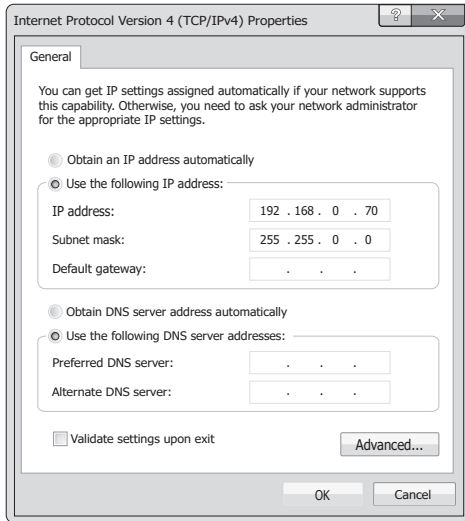 Internet Protocol Version 4 (TCP/IPv4) Properties
?
General
You can get IP settings assigned automatically if your network supports
this capability. Otherwise, you need to ask your network administrator
for the appropriate IP settings.
Obtain an IP address automatically
Use the following IP address:
IP address: 192 . 168 . 0 . 70
Subnet mask: 255 . 255 . 0 . 0
Default gateway: . . .
Obtain DNS server address automatically
Use the following DNS server addresses:
Preferred DNS server: . . .
Alternate DNS server: . . .
Validate settings upon exit
Advanced...
OK Cancel